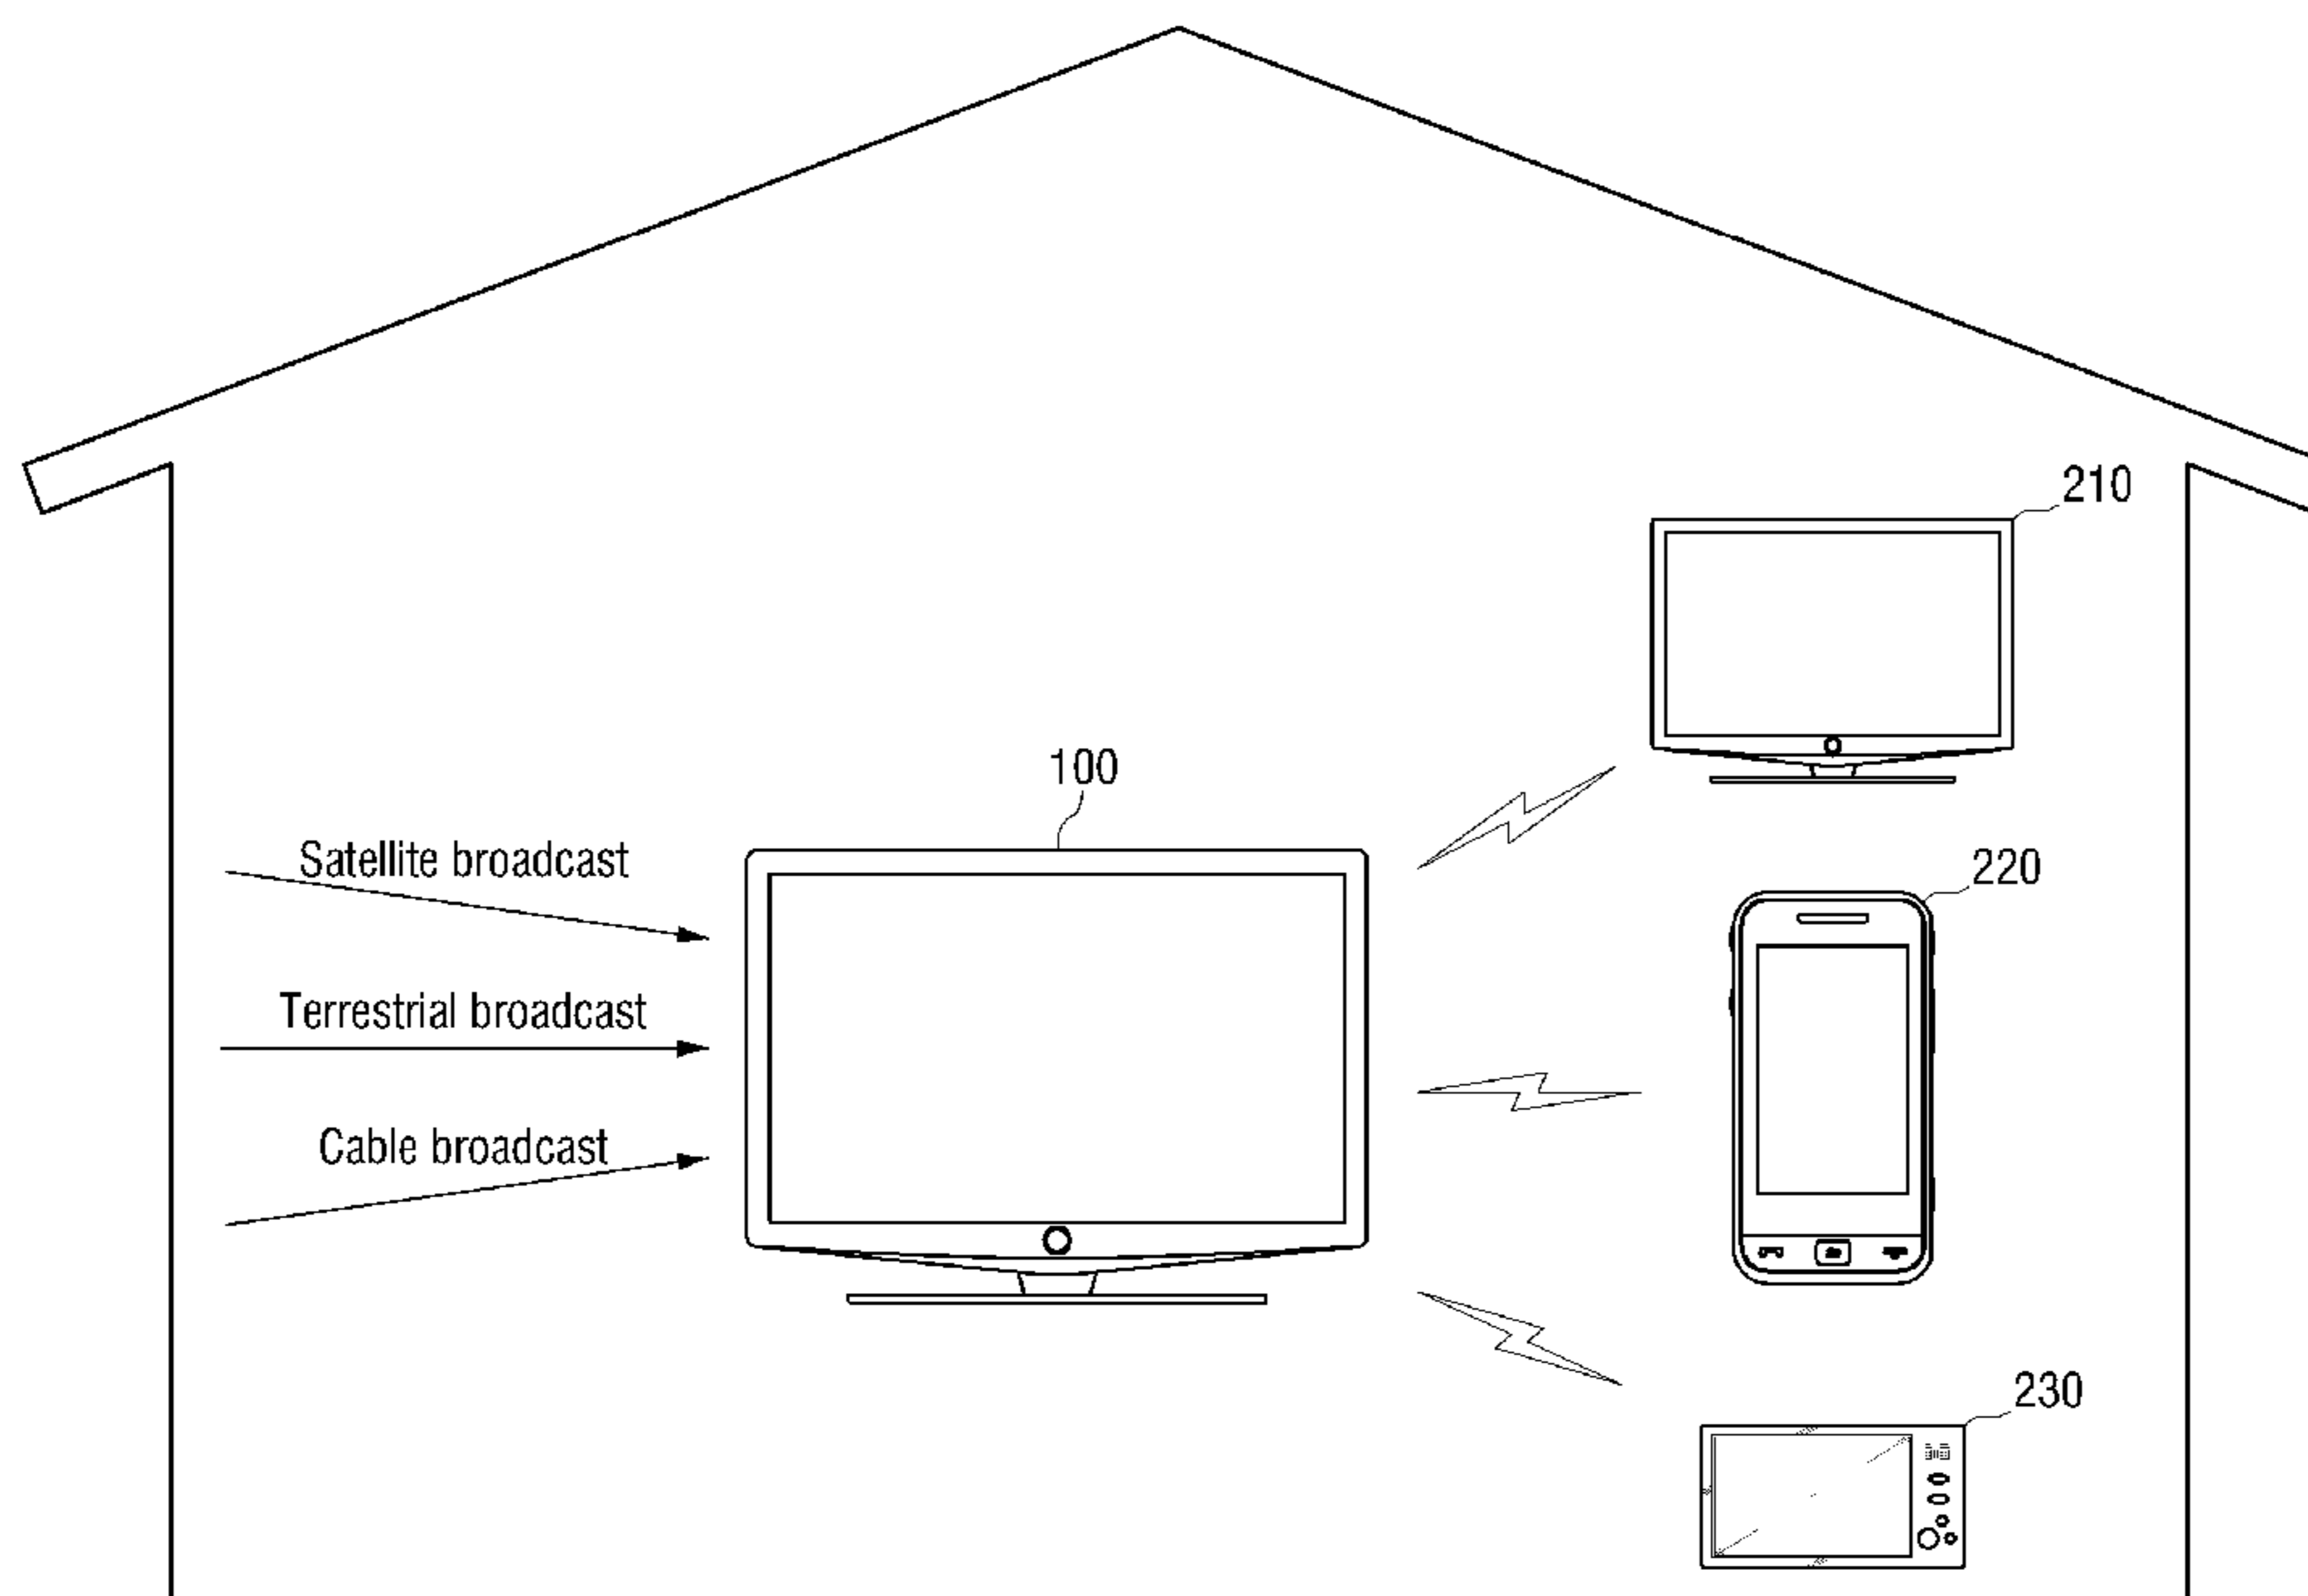 210
100
Satellite broadcast
220
Terrestrial broadcast
Cable broadcast
230